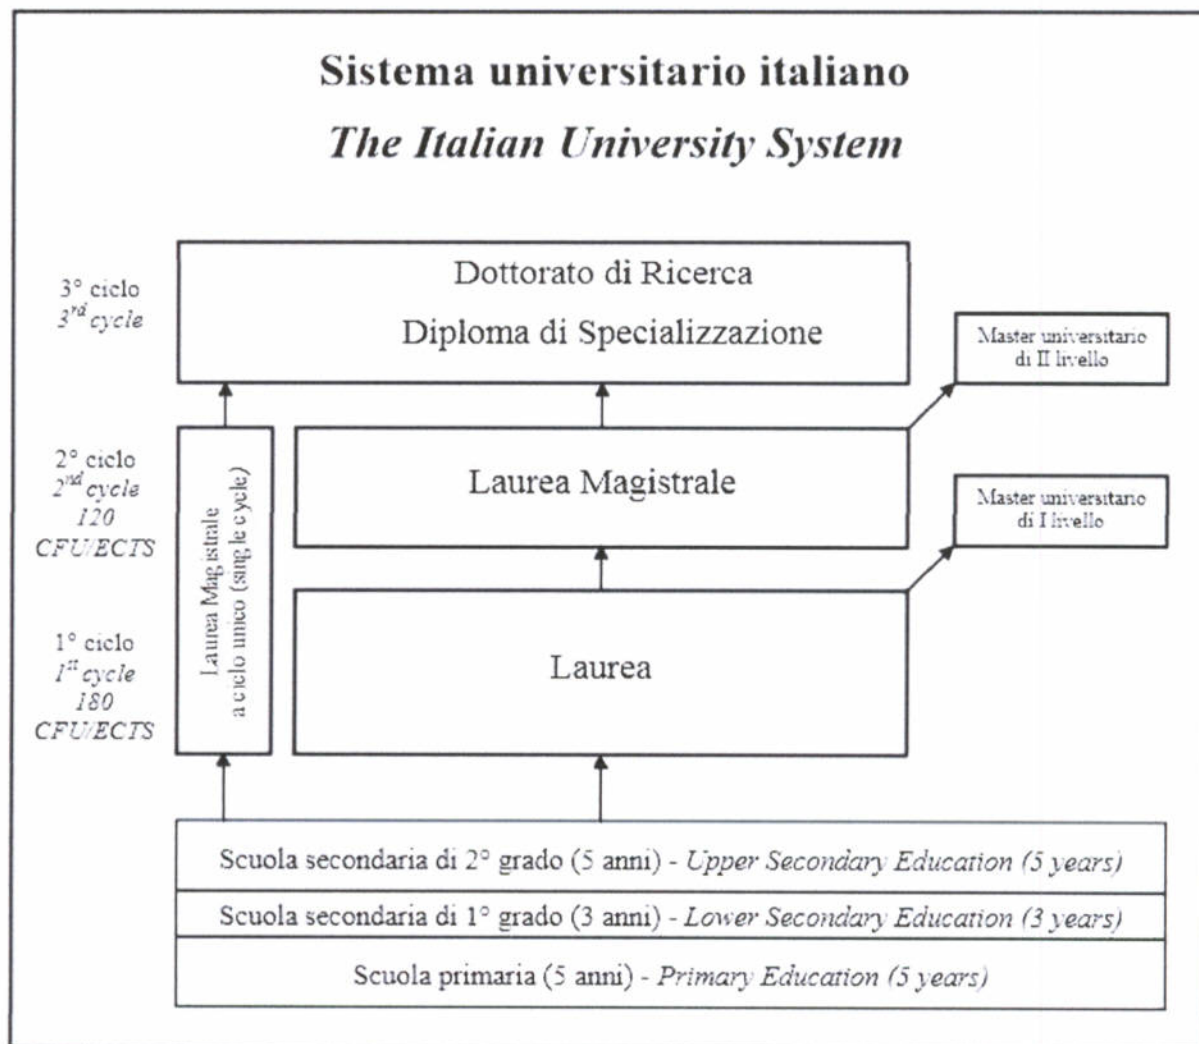 Sistema universitario italiano
The Italian University System
3° ciclo
3rd cycle
Dottorato di Ricerca
Diploma di Specializzazione
Master universitario
di II livello
2° ciclo
2nd cycle
120
CFU/ECTS
Laurea Magistrale
a ciclo unico (single cycle)
Laurea Magistrale
Master universitario
di I livello
1° ciclo
1st cycle
180
CFU/ECTS
Laurea
Scuola secondaria di 2° grado (5 anni) - Upper Secondary Education (5 years)
Scuola secondaria di 1° grado (3 anni) - Lower Secondary Education (3 years)
Scuola primaria (5 anni) - Primary Education (5 years)